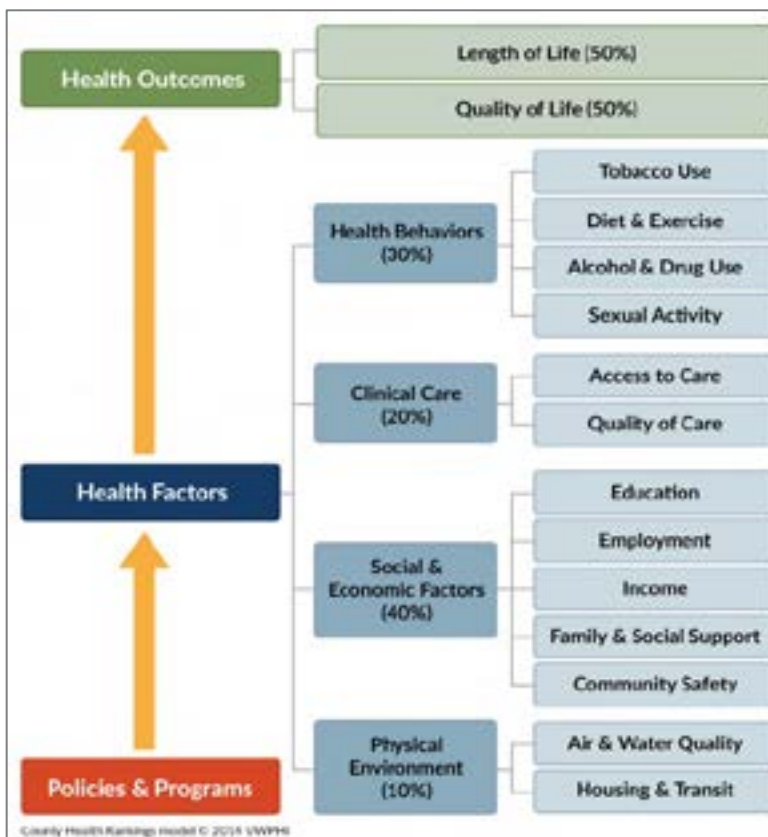 Health Outcomes
Length of Life (50%)
Quality of Life (50%)
Health Factors
Health Behaviors
(30%)
Tobacco Use
Diet & Exercise
Alcohol & Drug Use
Sexual Activity
Clinical Care
(20%)
Access to Care
Quality of Care
Social &
Economic Factors
(40%)
Education
Employment
Income
Family & Social Support
Community Safety
Physical
Environment
(10%)
Air & Water Quality
Housing & Transit
Policies & Programs
County Health Rankings model © UWPHI